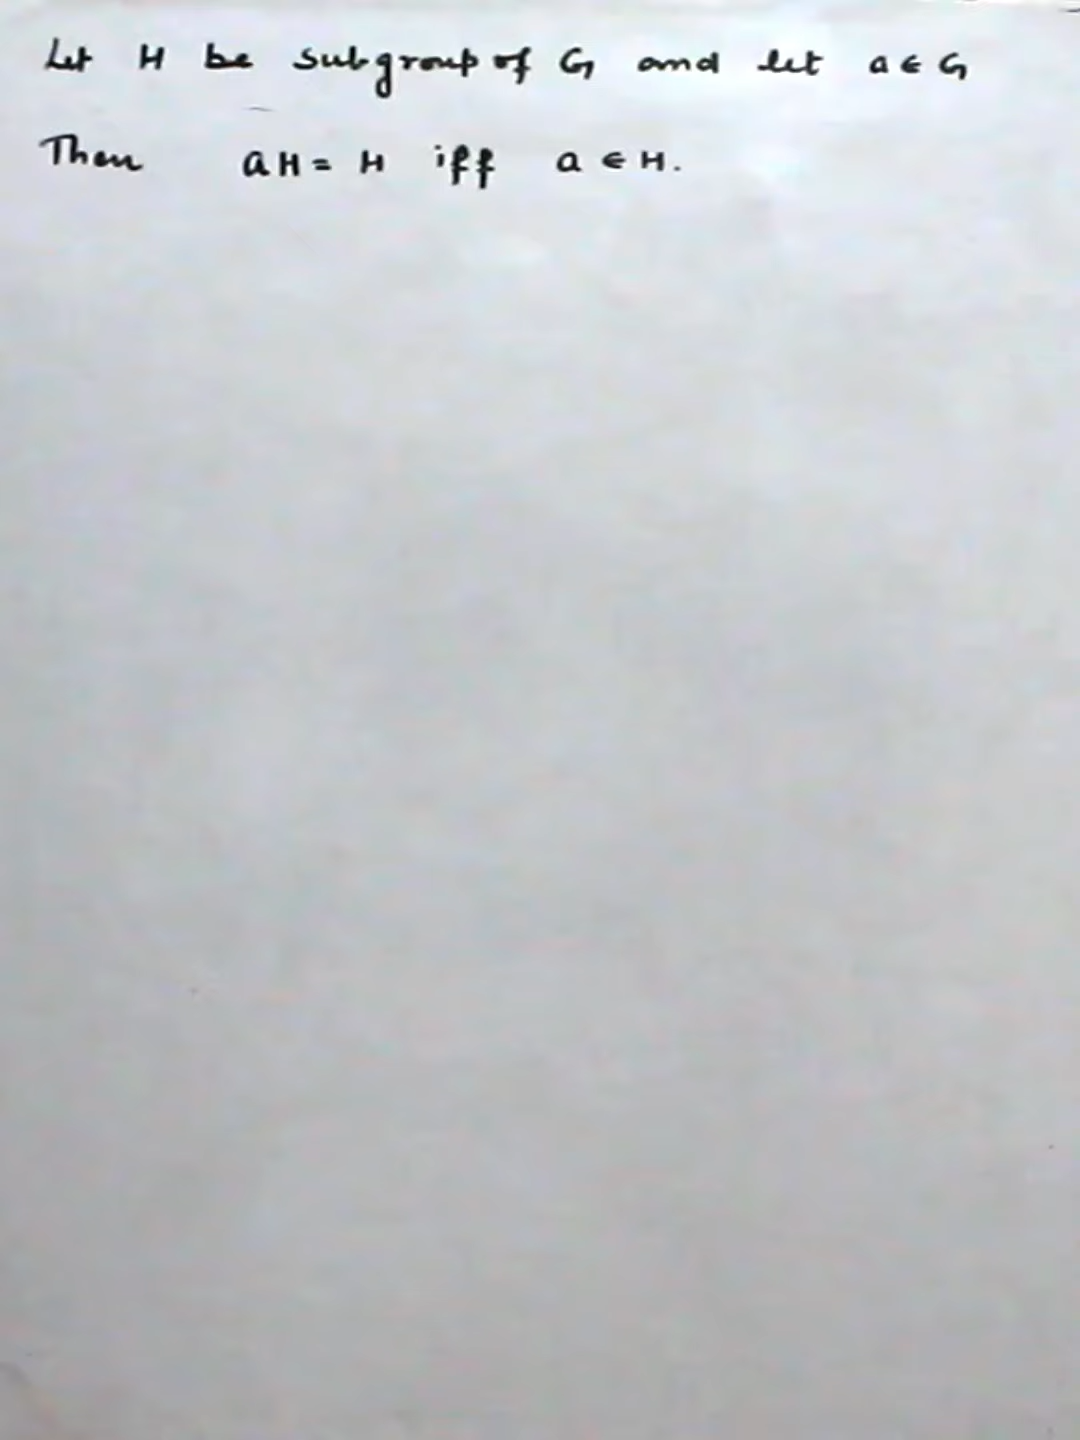 Let H be subgroup of G and let a ∈ G
Then aH = H iff a ∈ H.